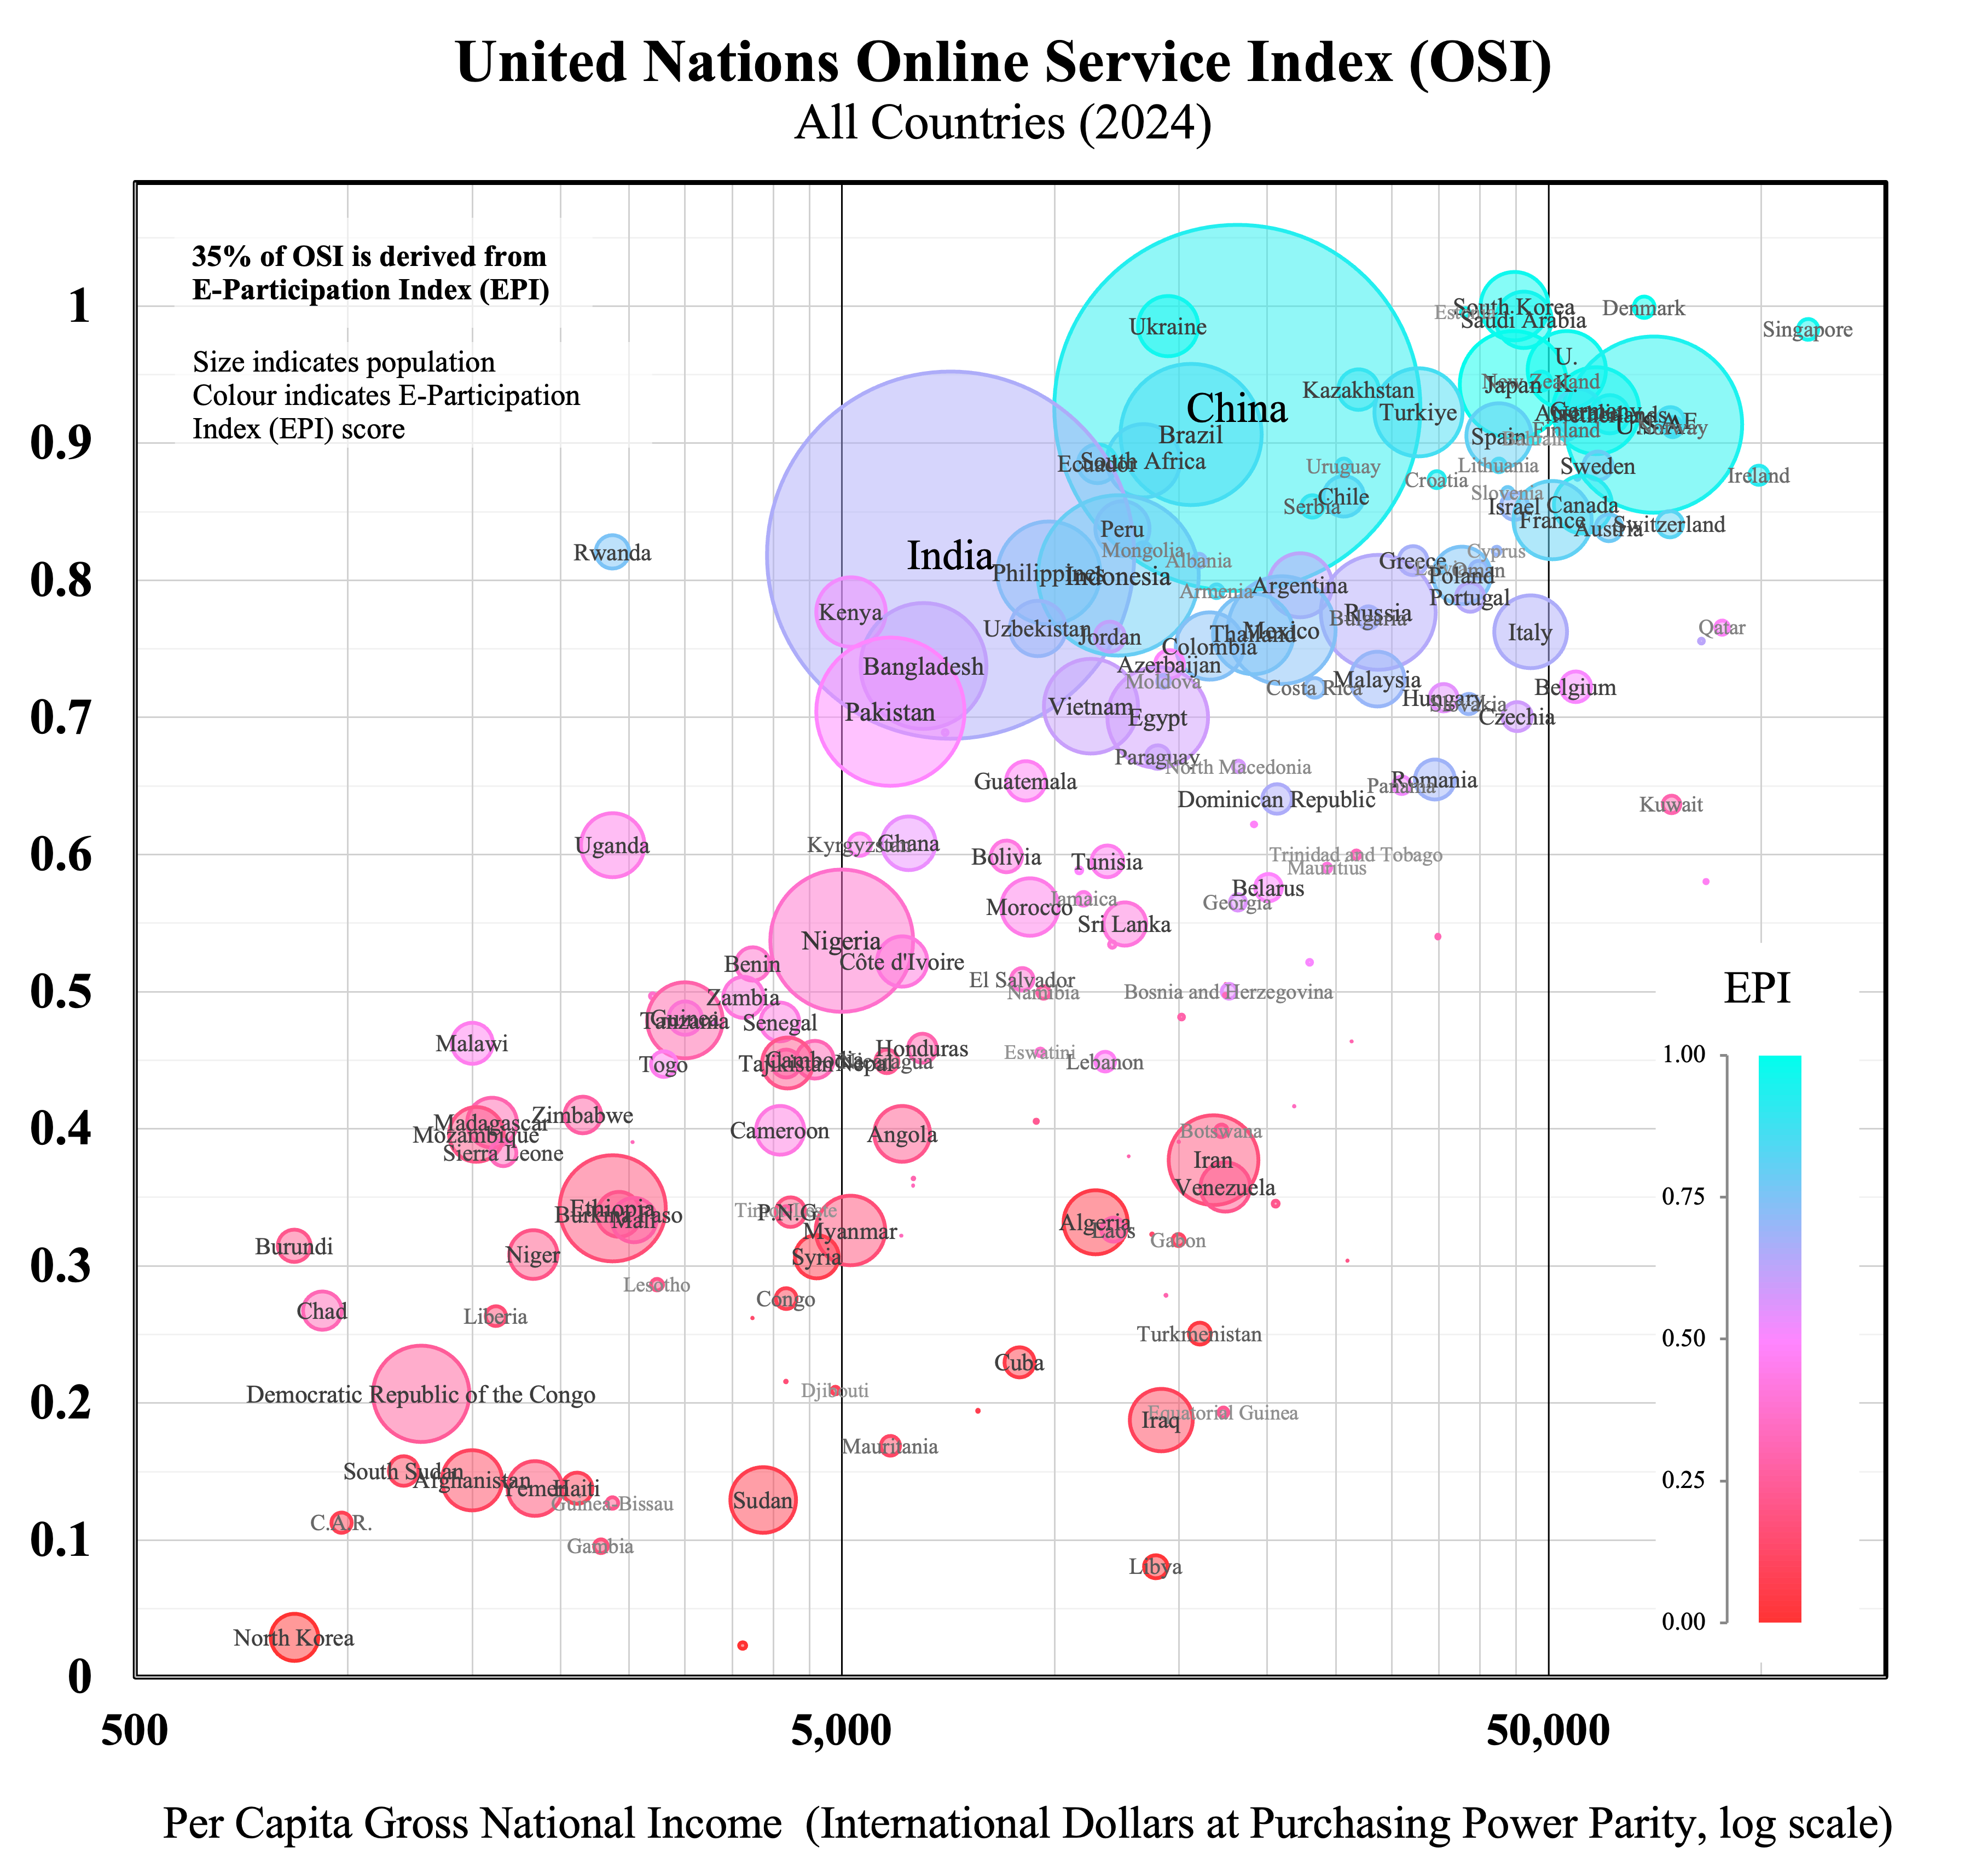 United Nations Online Service Index (OSI)
All Countries (2024)
35% of OSI is derived from
E-Participation Index (EPI)
Size indicates population
Colour indicates E-Participation
Index (EPI) score
1
0.9
0.8
0.7
0.6
0.5
0.4
0.3
0.2
0.1
0
South Korea
Denmark
Estonia
Saudi Arabia
Ukraine
Singapore
U.
K.
New Zealand
Japan
Kazakhstan
China
Turkiye
Germany
Netherlands
Norway
Finland
Brazil
Spain
Bahrain
South Africa
Ecuador
Uruguay
Lithuania
Sweden
Ireland
Croatia
Slovenia
Chile
Serbia
Israel
Canada
France
Switzerland
Austria
Peru
Mongolia
Cyprus
Rwanda
India
Albania
Greece
Oman
Philippines
Indonesia
Poland
Argentina
Armenia
Portugal
Kenya
Russia
Bulgaria
Uzbekistan
Jordan
Thailand
Mexico
Italy
Qatar
Colombia
Azerbaijan
Bangladesh
Moldova
Malaysia
Costa Rica
Belgium
Hungary
Slovakia
Pakistan
Vietnam
Egypt
Czechia
Paraguay
North Macedonia
Guatemala
Romania
Panama
Dominican Republic
Kuwait
Uganda
Kyrgyzstan
Ghana
Bolivia
Tunisia
Trinidad and Tobago
Mauritius
Belarus
Jamaica
Georgia
Morocco
Sri Lanka
Nigeria
Benin
Côte d'Ivoire
El Salvador
Namibia
Bosnia and Herzegovina
Zambia
Guinea
Tanzania
Senegal
Malawi
Togo
Cambodia
Tajikistan
Nepal
Nicaragua
Honduras
Eswatini
Lebanon
Zimbabwe
Madagascar
Mozambique
Sierra Leone
Cameroon
Angola
Botswana
Iran
Venezuela
Ethiopia
Burkina Faso
Mali
Timor-Leste
P.N.G.
Myanmar
Algeria
Laos
Gabon
Burundi
Niger
Syria
Lesotho
Congo
Chad
Liberia
Turkmenistan
Cuba
Democratic Republic of the Congo
Djibouti
Equatorial Guinea
Iraq
Mauritania
South Sudan
Afghanistan
Yemen
Haiti
Guinea-Bissau
Sudan
C.A.R.
Gambia
Libya
North Korea
EPI
1.00
0.75
0.50
0.25
0.00
500
5,000
50,000
Per Capita Gross National Income (International Dollars at Purchasing Power Parity, log scale)